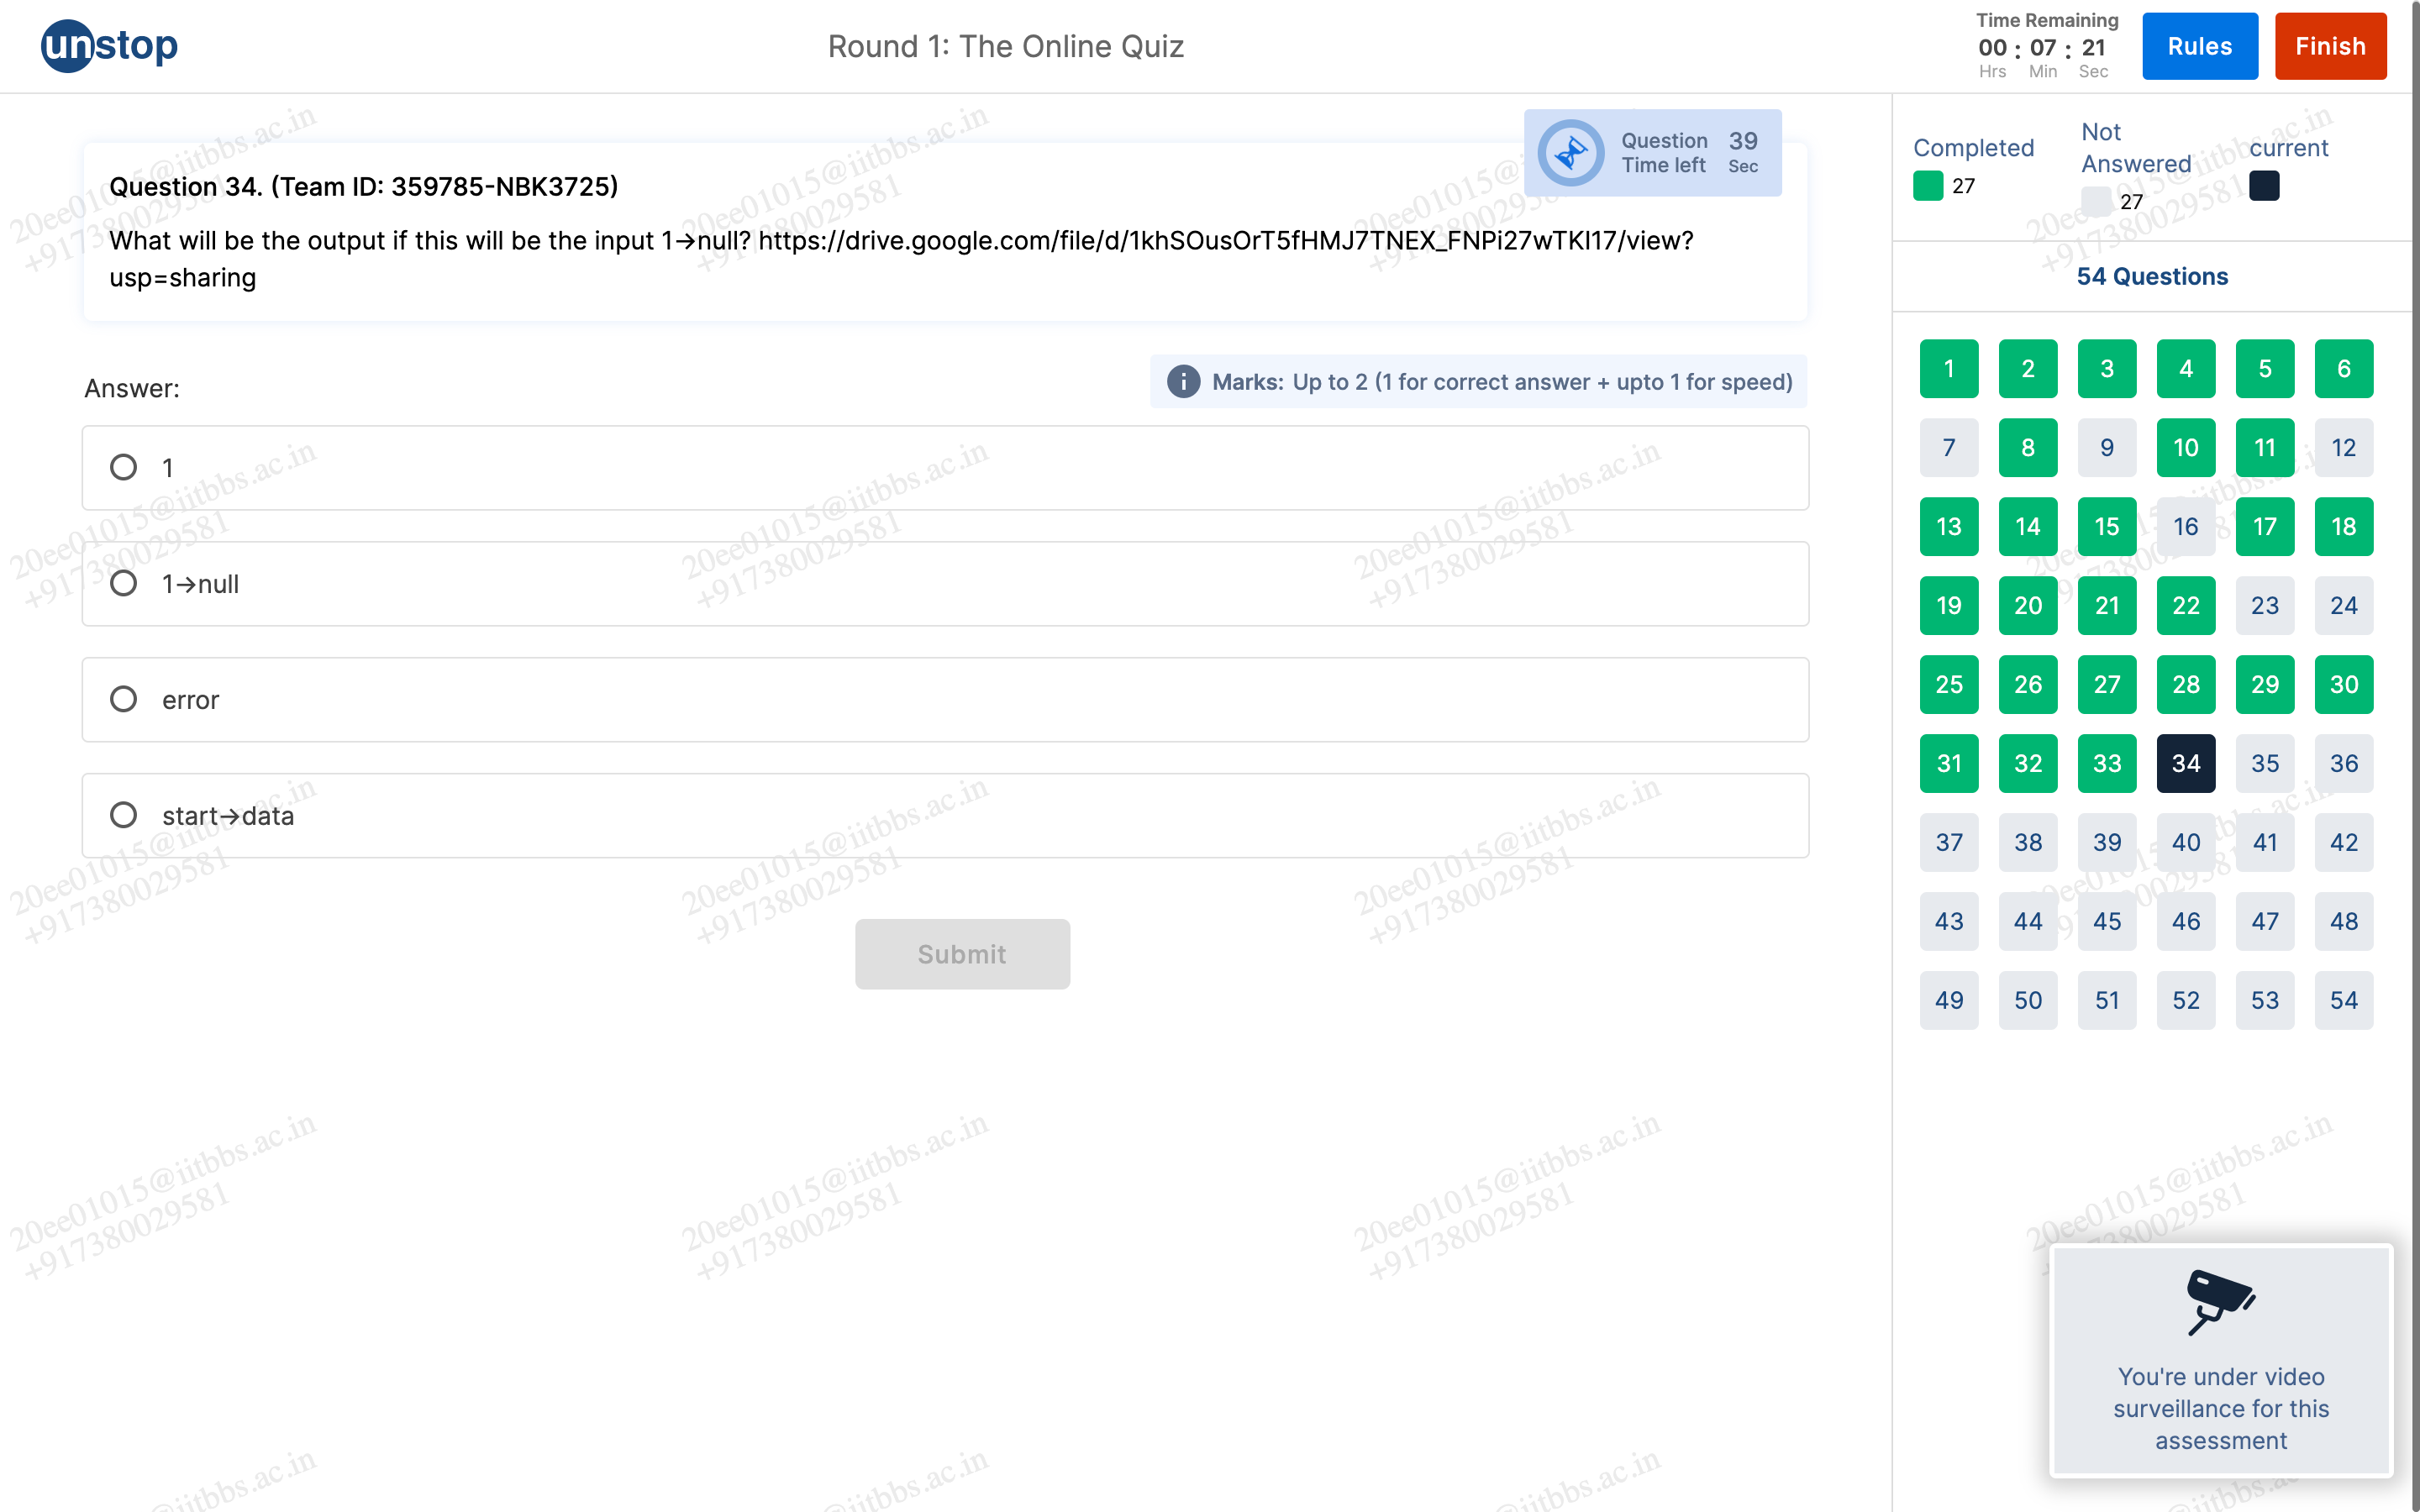 unstop
Round 1: The Online Quiz
Time Remaining
00 : 07 : 21
Hrs Min Sec
Rules
Finish
Question 34. (Team ID: 359785-NBK3725)
Question Time left 39 Sec
What will be the output if this will be the input 1→null? https://drive.google.com/file/d/1khSOusOrT5fHMJ7TNEX_FNPi27wTKI17/view?
usp=sharing
Answer:
Marks: Up to 2 (1 for correct answer + upto 1 for speed)
1
1→null
error
start→data
Submit
Completed
27
Not
Answered
27
current
54 Questions
1 2 3 4 5 6
7 8 9 10 11 12
13 14 15 16 17 18
19 20 21 22 23 24
25 26 27 28 29 30
31 32 33 34 35 36
37 38 39 40 41 42
43 44 45 46 47 48
49 50 51 52 53 54
You're under video
surveillance for this
assessment
20ee01015@iitbbs.ac.in
+917380029581